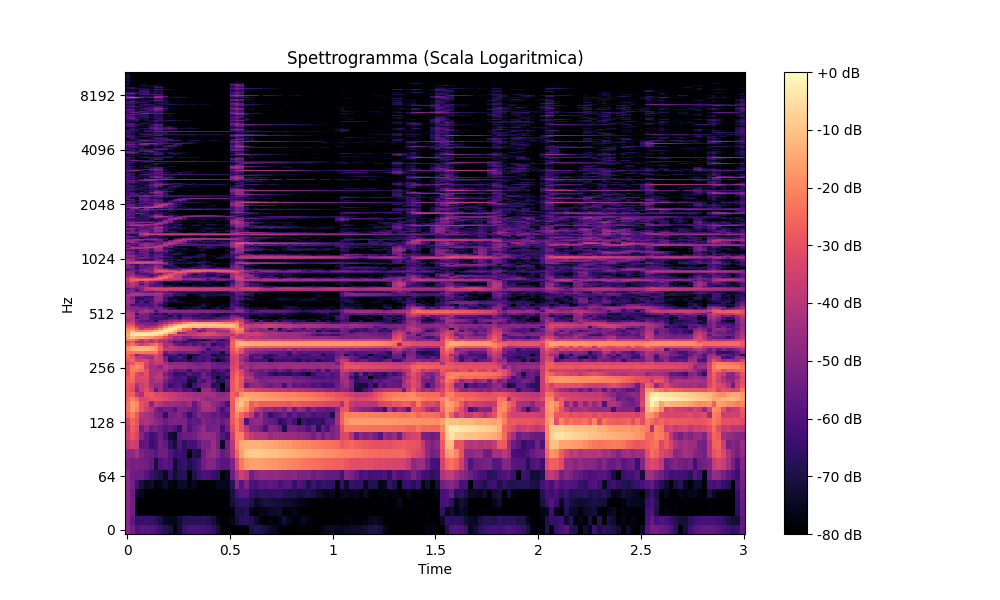 Spettrogramma (Scala Logaritmica)
8192
4096
2048
1024
512
256
128
64
0
Hz
0
0.5
1
1.5
2
2.5
3
Time
+0 dB
-10 dB
-20 dB
-30 dB
-40 dB
-50 dB
-60 dB
-70 dB
-80 dB